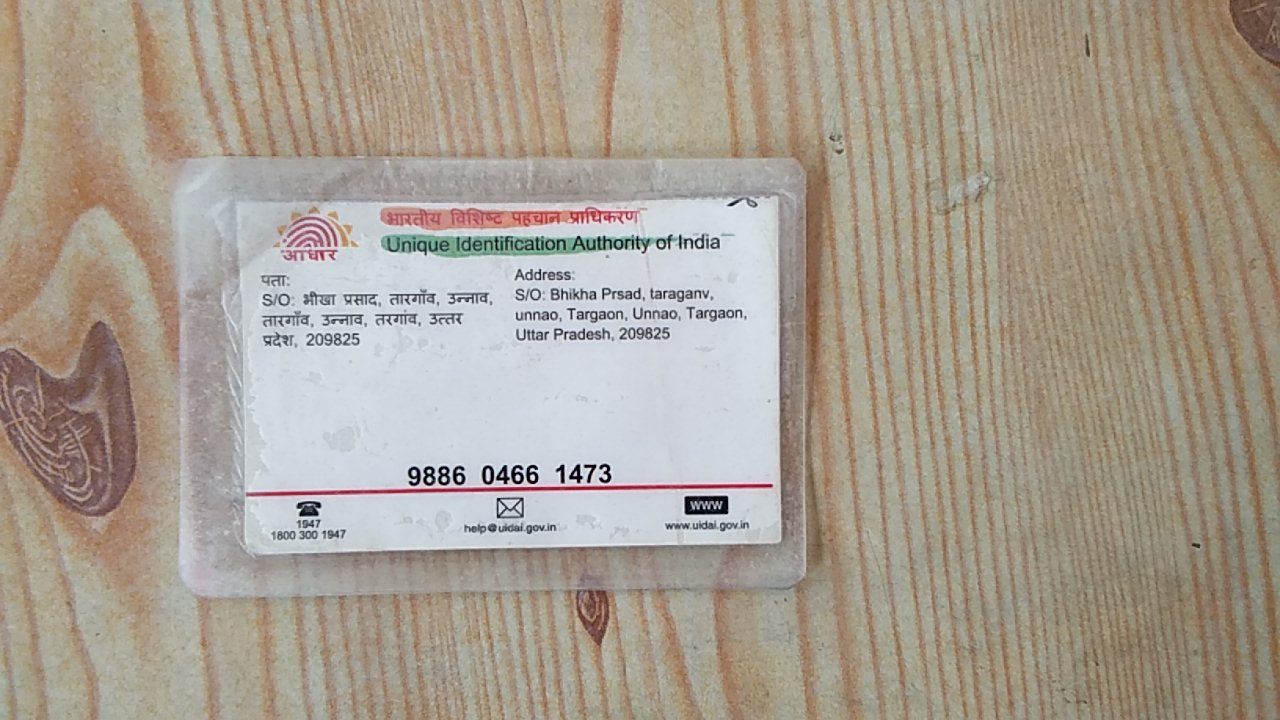 भारतीय विशिष्ट पहचान प्राधिकरण
Unique Identification Authority of India
आधार
पता:
S/O: भीखा प्रसाद, तारगाँव, उन्नाव,
तारगाँव, उन्नाव, तरगांव, उत्तर
प्रदेश, 209825
Address:
S/O: Bhikha Prsad, taraganv,
unnao, Targaon, Unnao, Targaon,
Uttar Pradesh, 209825
9886 0466 1473
1947
1800 300 1947
help@uidai.gov.in
www
www.uidai.gov.in